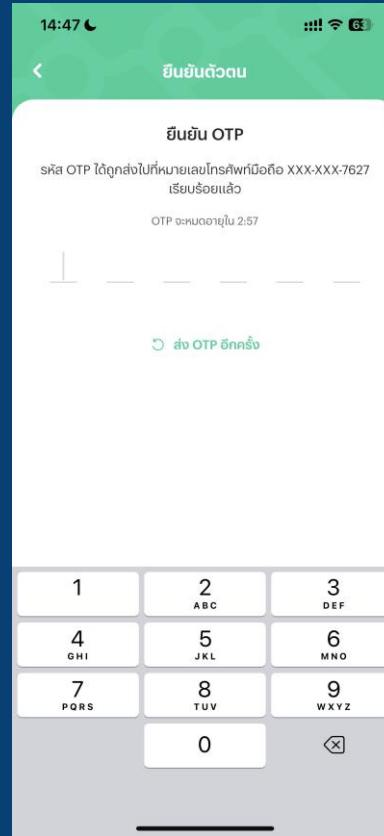 14:47
63
ยืนยันตัวตน
ยืนยัน OTP
รหัส OTP ได้ถูกส่งไปที่หมายเลขโทรศัพท์มือถือ XXX-XXX-7627
เรียบร้อยแล้ว
OTP จะหมดอายุใน 2:57
ส่ง OTP อีกครั้ง
1 2 3
ABC DEF
4 5 6
GHI JKL MNO
7 8 9
PQRS TUV WXYZ
0